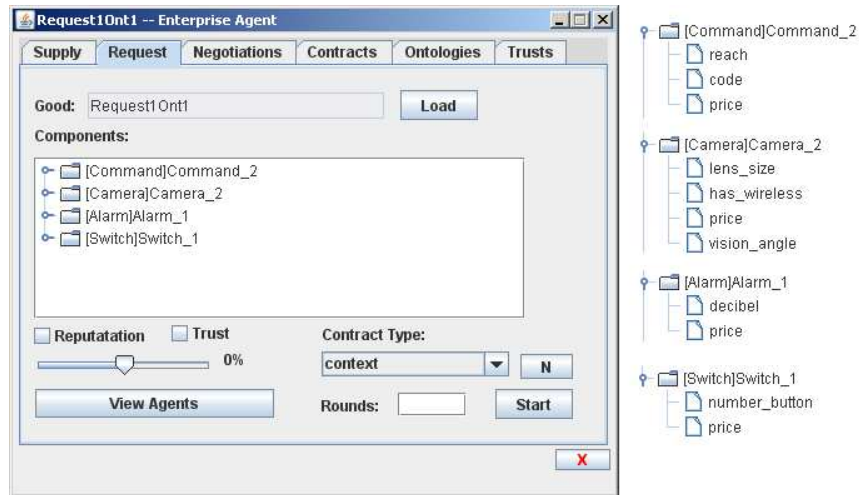 Request1Ont1 -- Enterprise Agent
Supply Request Negotiations Contracts Ontologies Trusts
Good: Request1Ont1 Load
Components:
[Command]Command_2
[Camera]Camera_2
[Alarm]Alarm_1
[Switch]Switch_1
Reputatation Trust
0%
Contract Type:
context N
View Agents
Rounds: Start
X
[Command]Command_2
reach
code
price
[Camera]Camera_2
lens_size
has_wireless
price
vision_angle
[Alarm]Alarm_1
decibel
price
[Switch]Switch_1
number_button
price